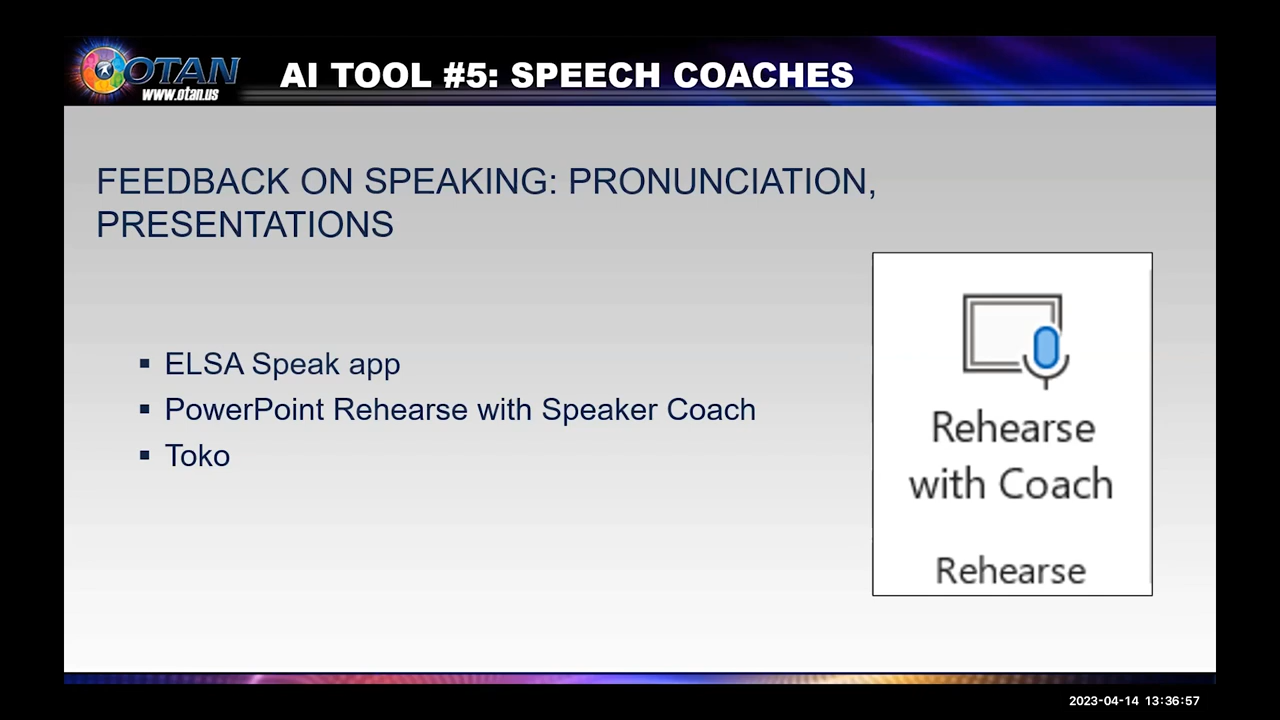 OTAN
www.otan.us
AI TOOL #5: SPEECH COACHES
FEEDBACK ON SPEAKING: PRONUNCIATION,
PRESENTATIONS
▪ ELSA Speak app
▪ PowerPoint Rehearse with Speaker Coach
▪ Toko
Rehearse
with Coach
Rehearse
2023-04-14 13:36:57